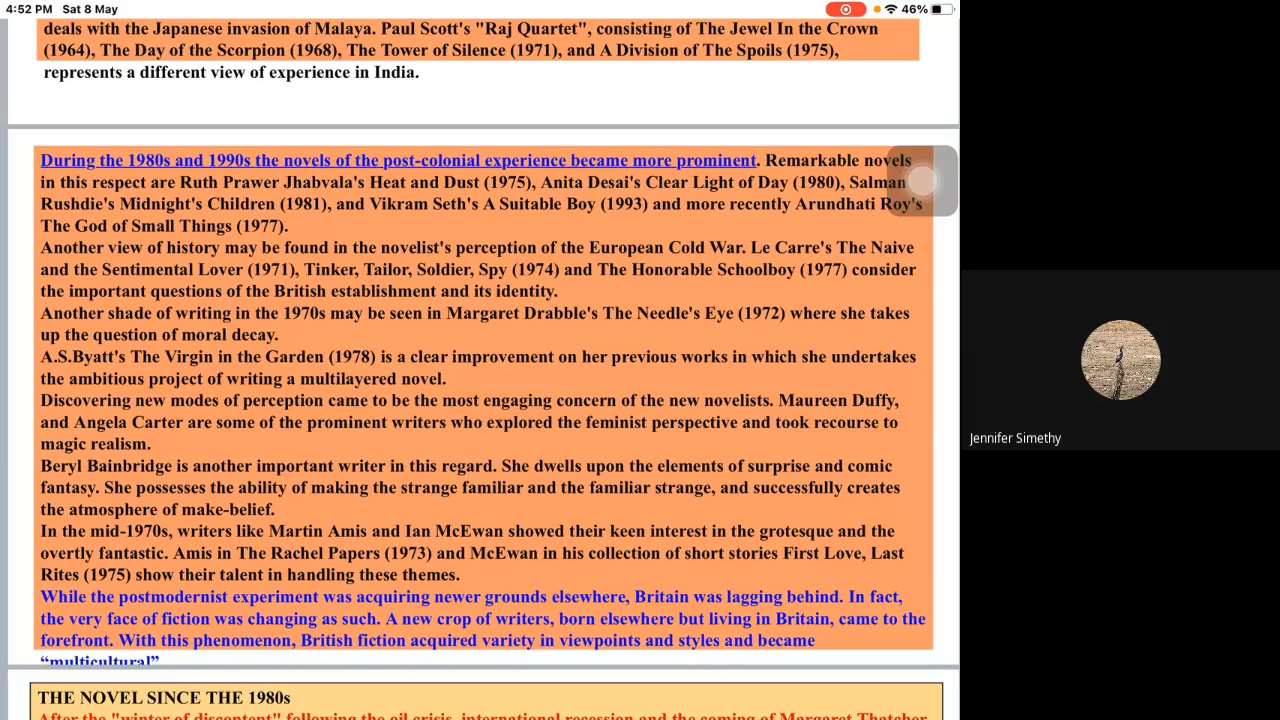 4:52 PM Sat 8 May
46%
deals with the Japanese invasion of Malaya. Paul Scott's "Raj Quartet", consisting of The Jewel In the Crown
(1964), The Day of the Scorpion (1968), The Tower of Silence (1971), and A Division of The Spoils (1975),
represents a different view of experience in India.
During the 1980s and 1990s the novels of the post-colonial experience became more prominent. Remarkable novels
in this respect are Ruth Prawer Jhabvala's Heat and Dust (1975), Anita Desai's Clear Light of Day (1980), Salman
Rushdie's Midnight's Children (1981), and Vikram Seth's A Suitable Boy (1993) and more recently Arundhati Roy's
The God of Small Things (1977).
Another view of history may be found in the novelist's perception of the European Cold War. Le Carre's The Naive
and the Sentimental Lover (1971), Tinker, Tailor, Soldier, Spy (1974) and The Honorable Schoolboy (1977) consider
the important questions of the British establishment and its identity.
Another shade of writing in the 1970s may be seen in Margaret Drabble's The Needle's Eye (1972) where she takes
up the question of moral decay.
A.S.Byatt's The Virgin in the Garden (1978) is a clear improvement on her previous works in which she undertakes
the ambitious project of writing a multilayered novel.
Discovering new modes of perception came to be the most engaging concern of the new novelists. Maureen Duffy,
and Angela Carter are some of the prominent writers who explored the feminist perspective and took recourse to
magic realism.
Beryl Bainbridge is another important writer in this regard. She dwells upon the elements of surprise and comic
fantasy. She possesses the ability of making the strange familiar and the familiar strange, and successfully creates
the atmosphere of make-belief.
In the mid-1970s, writers like Martin Amis and Ian McEwan showed their keen interest in the grotesque and the
overtly fantastic. Amis in The Rachel Papers (1973) and McEwan in his collection of short stories First Love, Last
Rites (1975) show their talent in handling these themes.
While the postmodernist experiment was acquiring newer grounds elsewhere, Britain was lagging behind. In fact,
the very face of fiction was changing as such. A new crop of writers, born elsewhere but living in Britain, came to the
forefront. With this phenomenon, British fiction acquired variety in viewpoints and styles and became
“multicultural”
THE NOVEL SINCE THE 1980s
After the "winter of discontent" following the oil crisis, international recession and the coming of Margaret Thatcher
Jennifer Simethy